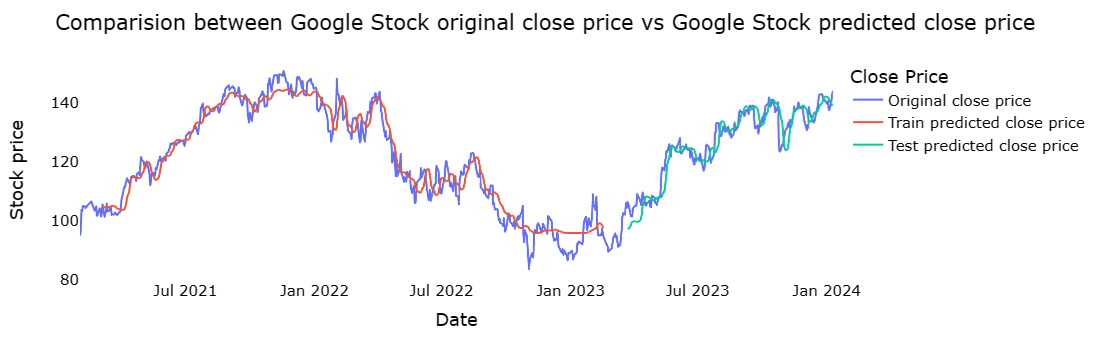 Comparision between Google Stock original close price vs Google Stock predicted close price
Close Price
Original close price
Train predicted close price
Test predicted close price
Stock price
140
120
100
80
Jul 2021
Jan 2022
Jul 2022
Jan 2023
Jul 2023
Jan 2024
Date